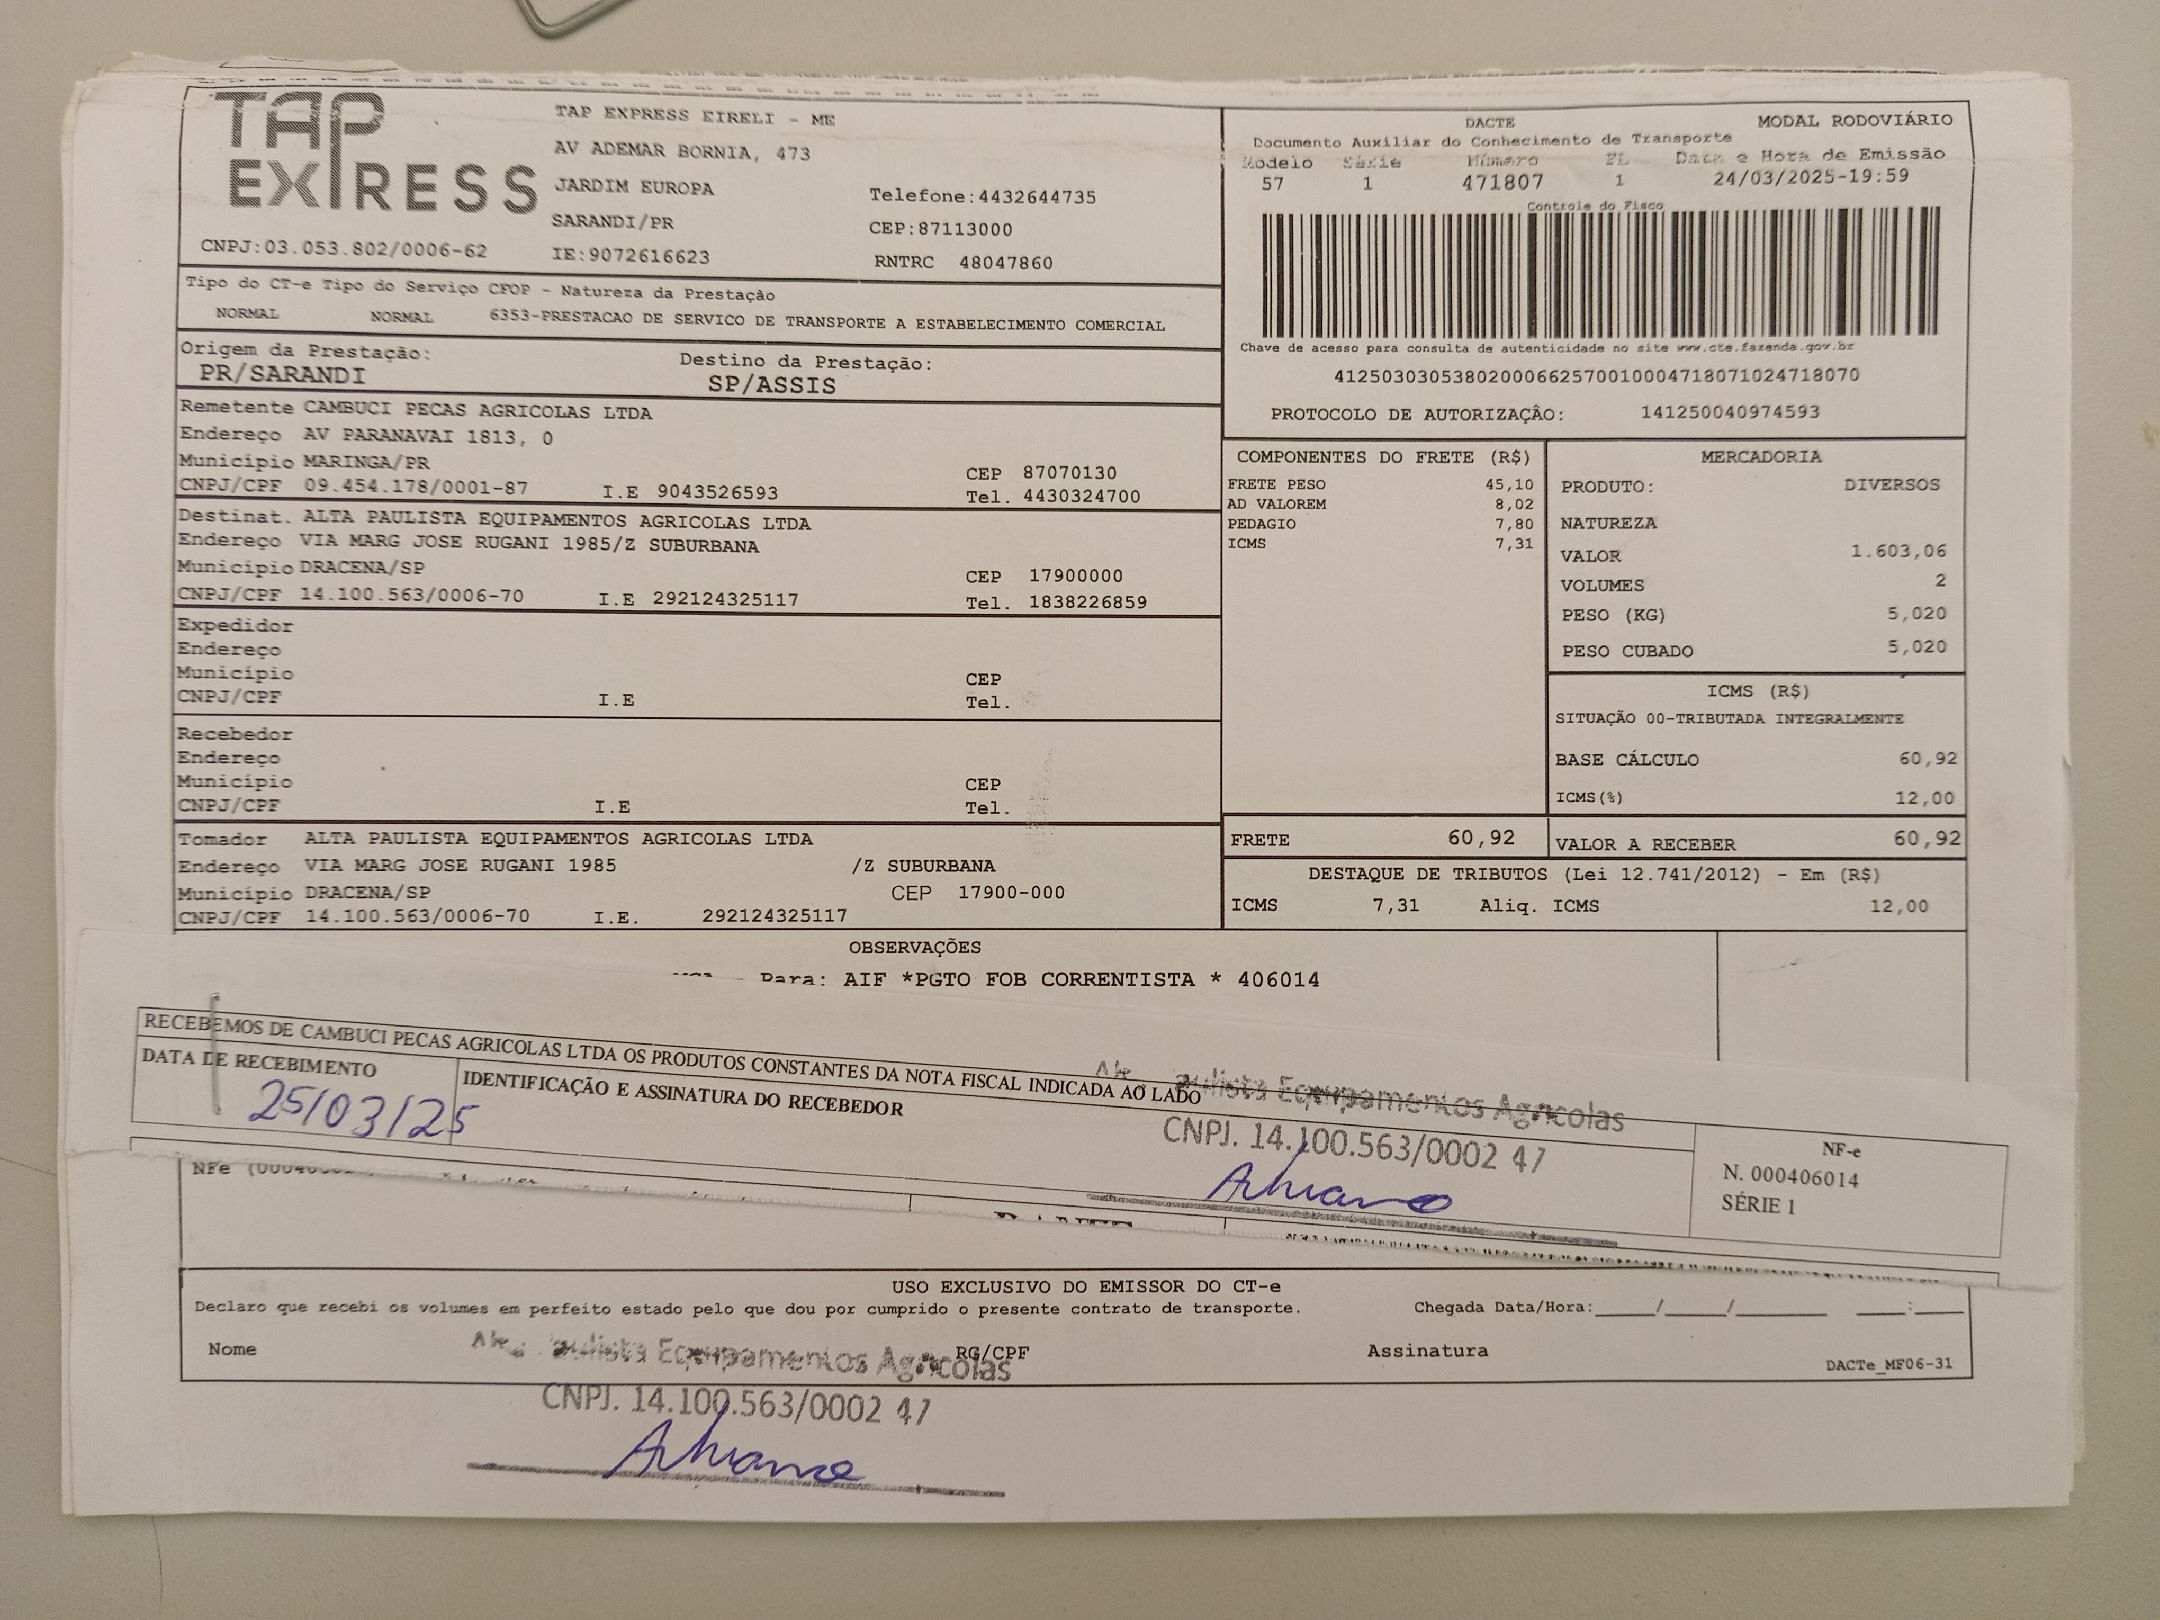 TAP EXPRESS
TAP EXPRESS EIRELI - ME
AV ADEMAR BORNIA, 473
JARDIM EUROPA
Telefone:4432644735
SARANDI/PR
CEP:87113000
CNPJ:03.053.802/0006-62
IE:9072616623
RNTRC 48047860
DACTE MODAL RODOVIÁRIO
Documento Auxiliar do Conhecimento de Transporte
Modelo Série Número FL Data e Hora de Emissão
57 1 471807 1 24/03/2025-19:59
Controle do Fisco
Chave de acesso para consulta de autenticidade no site www.cte.fazenda.gov.br
41250303053802000662570010004718071024718070
PROTOCOLO DE AUTORIZAÇÃO: 141250040974593
Tipo do CT-e Tipo do Serviço CFOP - Natureza da Prestação
NORMAL NORMAL 6353-PRESTACAO DE SERVICO DE TRANSPORTE A ESTABELECIMENTO COMERCIAL
Origem da Prestação: Destino da Prestação:
PR/SARANDI SP/ASSIS
Remetente CAMBUCI PECAS AGRICOLAS LTDA
Endereço AV PARANAVAI 1813, 0
Município MARINGA/PR CEP 87070130
CNPJ/CPF 09.454.178/0001-87 I.E 9043526593 Tel. 4430324700
Destinat. ALTA PAULISTA EQUIPAMENTOS AGRICOLAS LTDA
Endereço VIA MARG JOSE RUGANI 1985/Z SUBURBANA
Município DRACENA/SP CEP 17900000
CNPJ/CPF 14.100.563/0006-70 I.E 292124325117 Tel. 1838226859
Expedidor
Endereço
Município CEP
CNPJ/CPF I.E Tel.
Recebedor
Endereço
Município CEP
CNPJ/CPF I.E Tel.
Tomador ALTA PAULISTA EQUIPAMENTOS AGRICOLAS LTDA
Endereço VIA MARG JOSE RUGANI 1985 /Z SUBURBANA
Município DRACENA/SP CEP 17900-000
CNPJ/CPF 14.100.563/0006-70 I.E. 292124325117
COMPONENTES DO FRETE (R$)
FRETE PESO 45,10
AD VALOREM 8,02
PEDAGIO 7,80
ICMS 7,31
MERCADORIA
PRODUTO: DIVERSOS
NATUREZA
VALOR 1.603,06
VOLUMES 2
PESO (KG) 5,020
PESO CUBADO 5,020
ICMS (R$)
SITUAÇÃO 00-TRIBUTADA INTEGRALMENTE
BASE CÁLCULO 60,92
ICMS(%) 12,00
FRETE 60,92 VALOR A RECEBER 60,92
DESTAQUE DE TRIBUTOS (Lei 12.741/2012) - Em (R$)
ICMS 7,31 Aliq. ICMS 12,00
OBSERVAÇÕES
Para: AIF *PGTO FOB CORRENTISTA * 406014
RECEBEMOS DE CAMBUCI PECAS AGRICOLAS LTDA OS PRODUTOS CONSTANTES DA NOTA FISCAL INDICADA AO LADO
DATA DE RECEBIMENTO
25/03/25
IDENTIFICAÇÃO E ASSINATURA DO RECEBEDOR
aulista Equipamentos Agricolas
CNPJ. 14.100.563/0002 47
NF-e
N. 000406014
SÉRIE 1
NFe
USO EXCLUSIVO DO EMISSOR DO CT-e
Declaro que recebi os volumes em perfeito estado pelo que dou por cumprido o presente contrato de transporte. Chegada Data/Hora:____/____/______ ___:___
Nome RG/CPF Assinatura
DACTe_MF06-31
aulista Equipamentos Agricolas
CNPJ. 14.100.563/0002 47